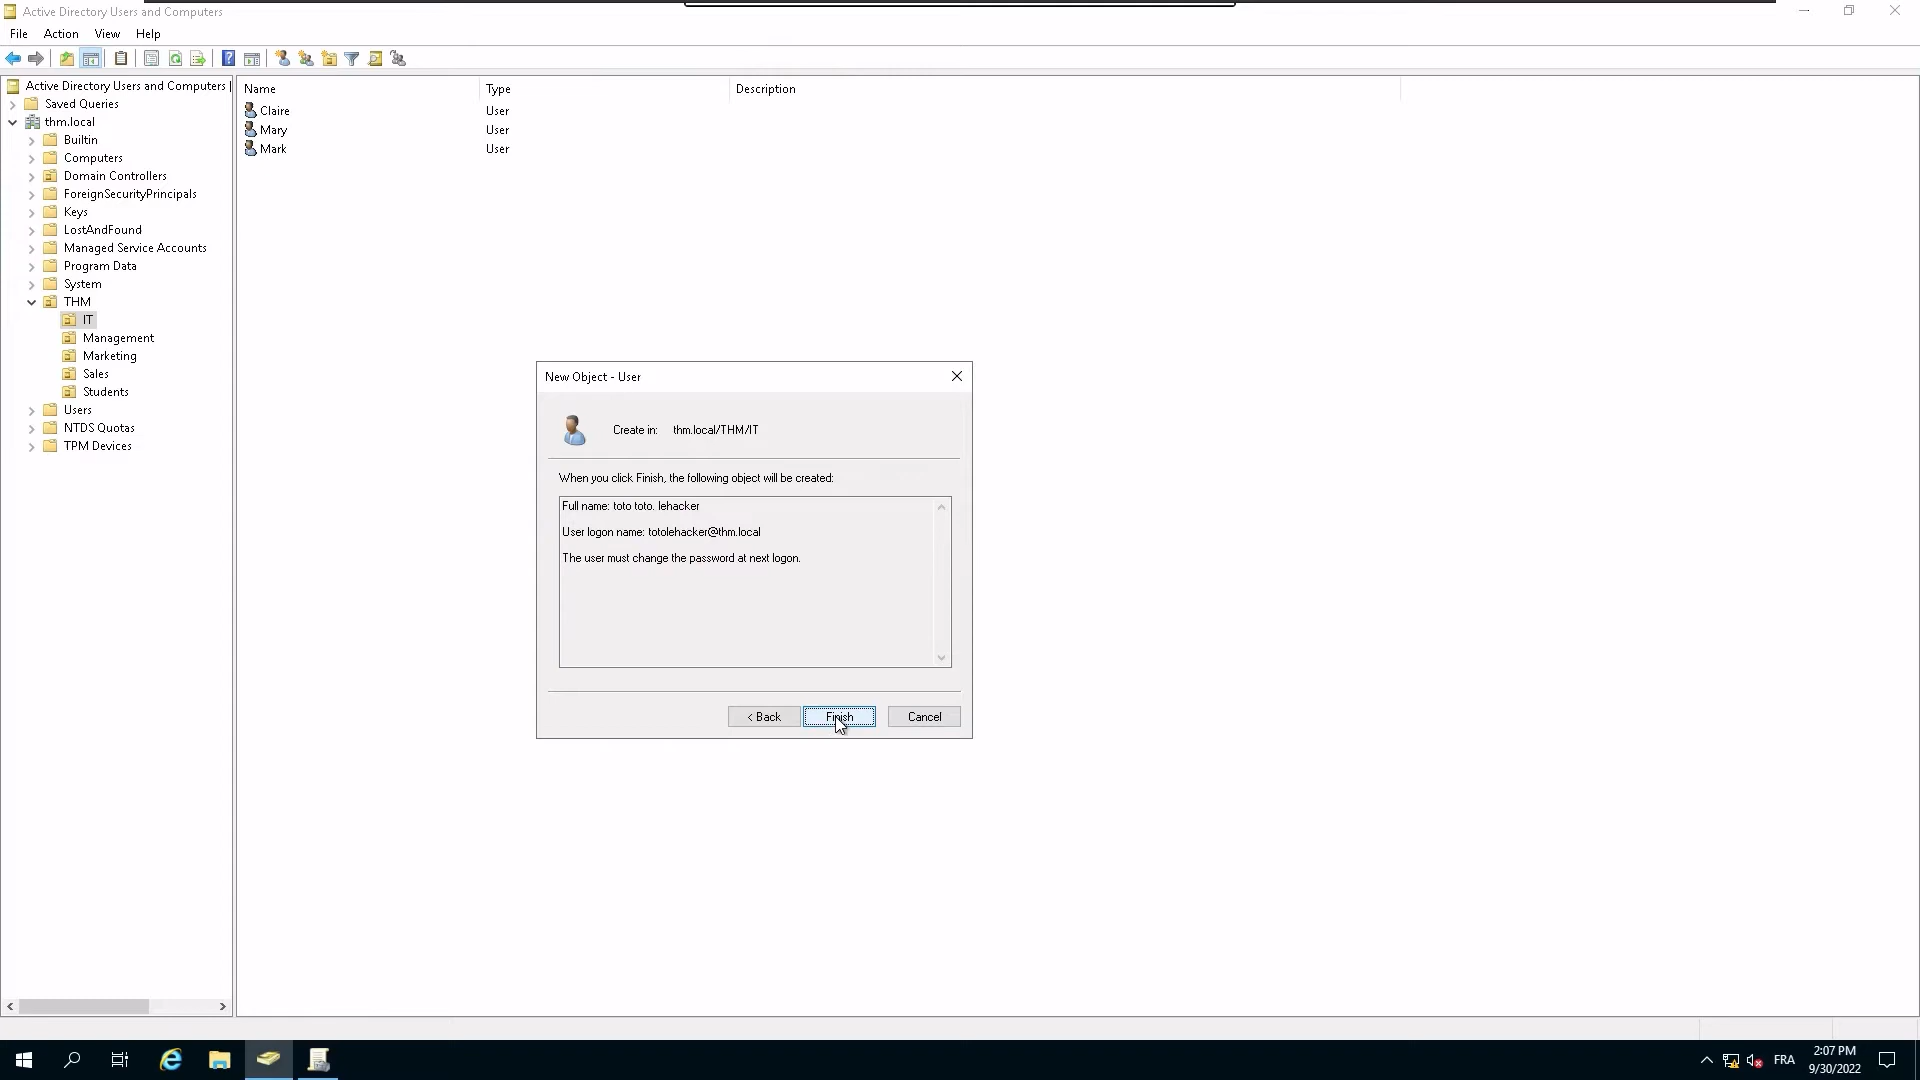 Active Directory Users and Computers
File Action View Help
Active Directory Users and Computers
Saved Queries
thm.local
Builtin
Computers
Domain Controllers
ForeignSecurityPrincipals
Keys
LostAndFound
Managed Service Accounts
Program Data
System
THM
IT
Management
Marketing
Sales
Students
Users
NTDS Quotas
TPM Devices
Name Type Description
Claire User
Mary User
Mark User
New Object - User
Create in: thm.local/THM/IT
When you click Finish, the following object will be created:
Full name: toto toto. lehacker
User logon name: totolehacker@thm.local
The user must change the password at next logon.
< Back Finish Cancel
FRA
2:07 PM
9/30/2022